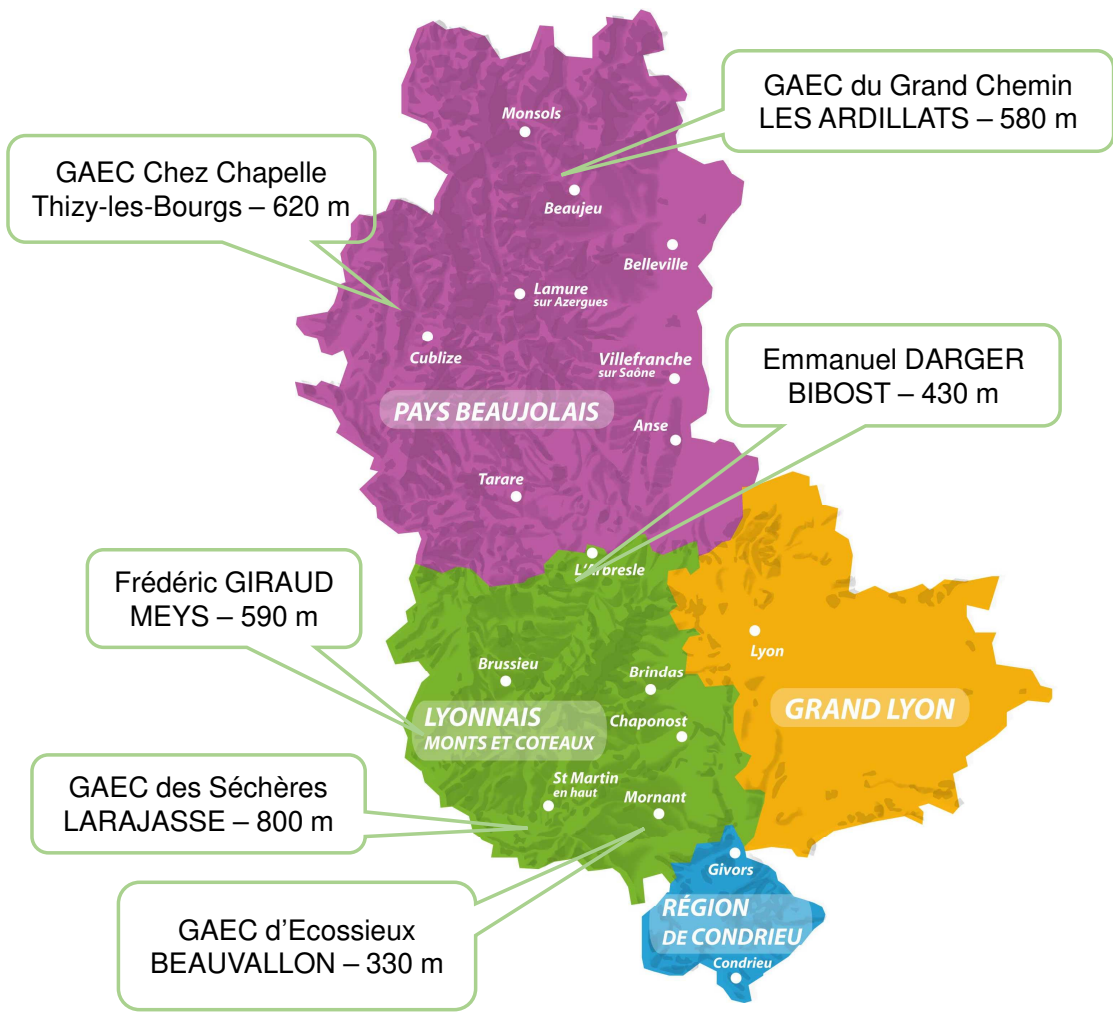 GAEC du Grand Chemin
LES ARDILLATS – 580 m
GAEC Chez Chapelle
Thizy-les-Bourgs – 620 m
Monsols
Beaujeu
Belleville
Lamure
sur Azergues
Cublize
Villefranche
sur Saône
Emmanuel DARGER
BIBOST – 430 m
PAYS BEAUJOLAIS
Anse
Tarare
L'Arbresle
Frédéric GIRAUD
MEYS – 590 m
Lyon
Brussieu
Brindas
GRAND LYON
LYONNAIS
MONTS ET COTEAUX
Chaponost
GAEC des Séchères
LARAJASSE – 800 m
St Martin
en haut
Mornant
Givors
GAEC d'Ecossieux
BEAUVALLON – 330 m
RÉGION
DE CONDRIEU
Condrieu